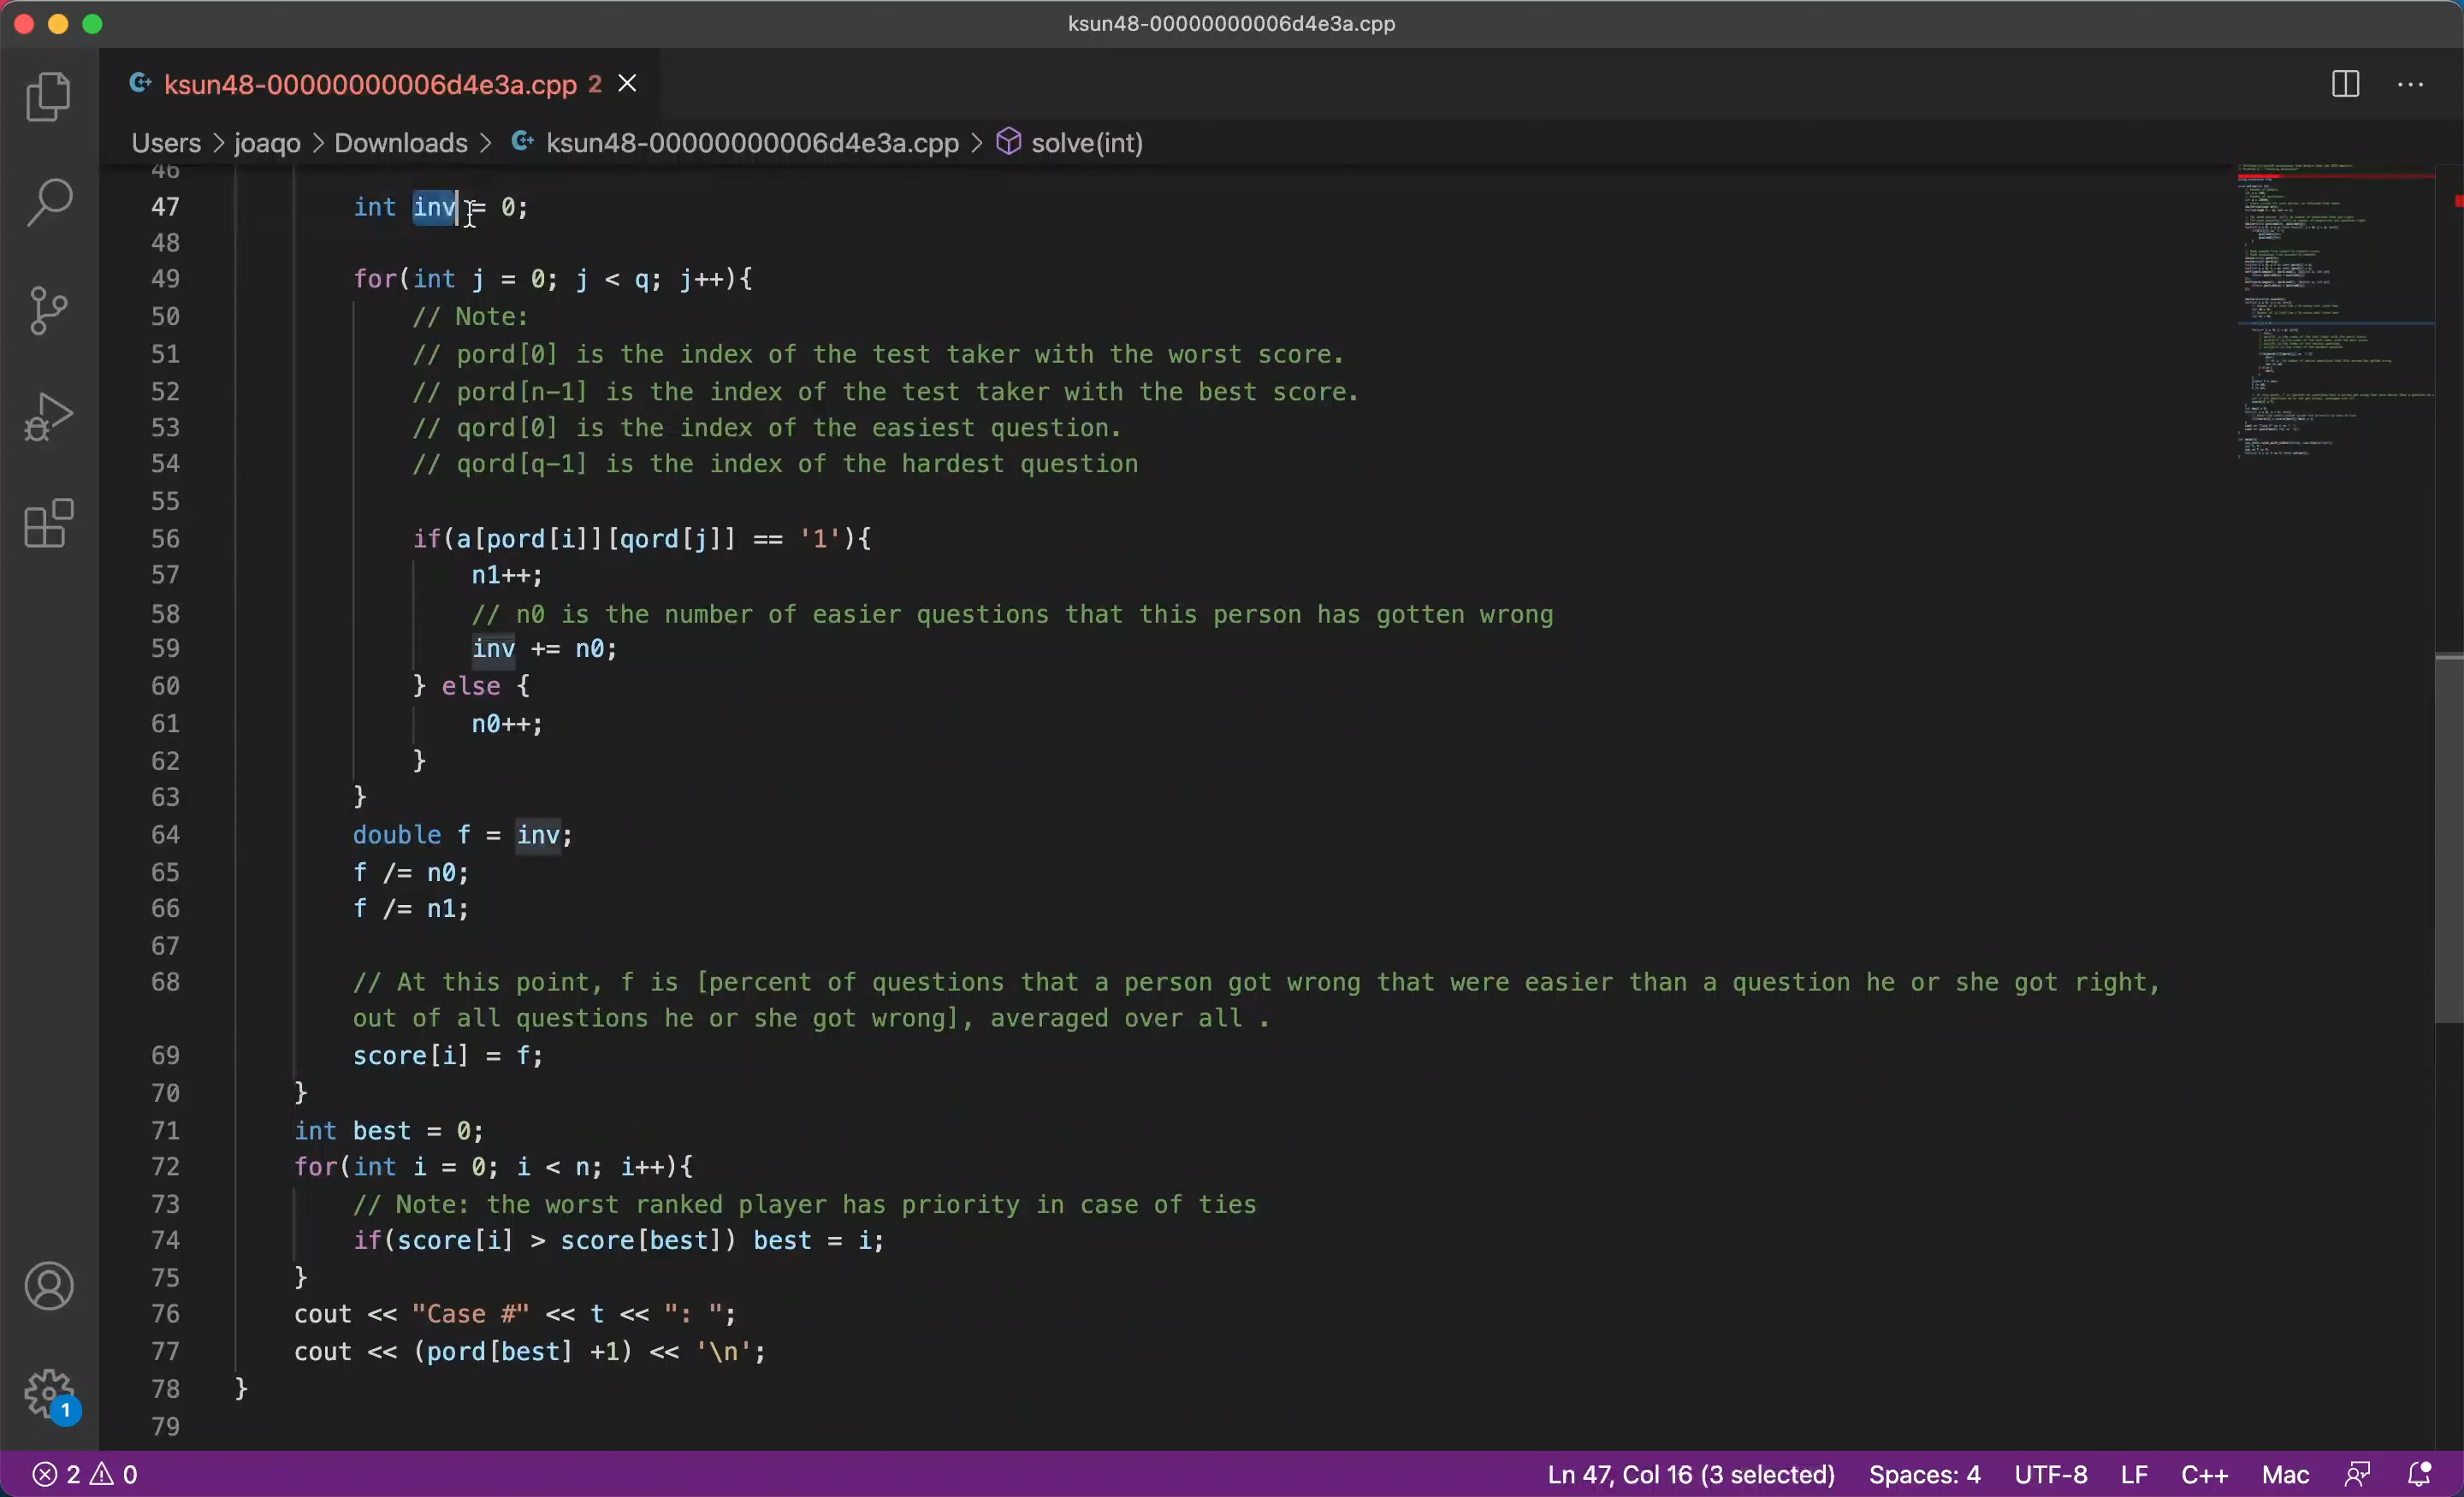 ksun48-00000000006d4e3a.cpp
ksun48-00000000006d4e3a.cpp 2
Users > joaqo > Downloads > ksun48-00000000006d4e3a.cpp > solve(int)
46
47 int inv = 0;
48
49 for(int j = 0; j < q; j++){
50 // Note:
51 // pord[0] is the index of the test taker with the worst score.
52 // pord[n-1] is the index of the test taker with the best score.
53 // qord[0] is the index of the easiest question.
54 // qord[q-1] is the index of the hardest question
55
56 if(a[pord[i]][qord[j]] == '1'){
57 n1++;
58 // n0 is the number of easier questions that this person has gotten wrong
59 inv += n0;
60 } else {
61 n0++;
62 }
63 }
64 double f = inv;
65 f /= n0;
66 f /= n1;
67
68 // At this point, f is [percent of questions that a person got wrong that were easier than a question he or she got right,
out of all questions he or she got wrong], averaged over all .
69 score[i] = f;
70 }
71 int best = 0;
72 for(int i = 0; i < n; i++){
73 // Note: the worst ranked player has priority in case of ties
74 if(score[i] > score[best]) best = i;
75 }
76 cout << "Case #" << t << ": ";
77 cout << (pord[best] +1) << '\n';
78 }
79
1
2 0 Ln 47, Col 16 (3 selected) Spaces: 4 UTF-8 LF C++ Mac